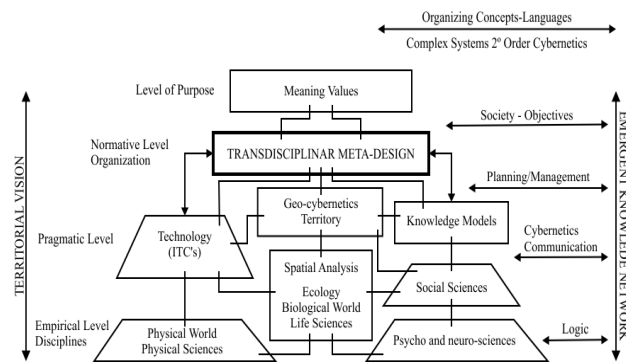 Organizing Concepts-Languages
Complex Systems 2º Order Cybernetics
Level of Purpose
Meaning Values
Society - Objectives
Normative Level
Organization
TRANSDISCIPLINAR META-DESIGN
Planning/Management
Geo-cybernetics
Territory
Knowledge Models
Pragmatic Level
Technology
(ITC's)
Cybernetics
Communication
Spatial Analysis
Ecology
Biological World
Life Sciences
Social Sciences
Empirical Level
Disciplines
Physical World
Physical Sciences
Psycho and neuro-sciences
Logic
TERRITORIAL VISION
EMERGENT KNOWLEDE NETWORK